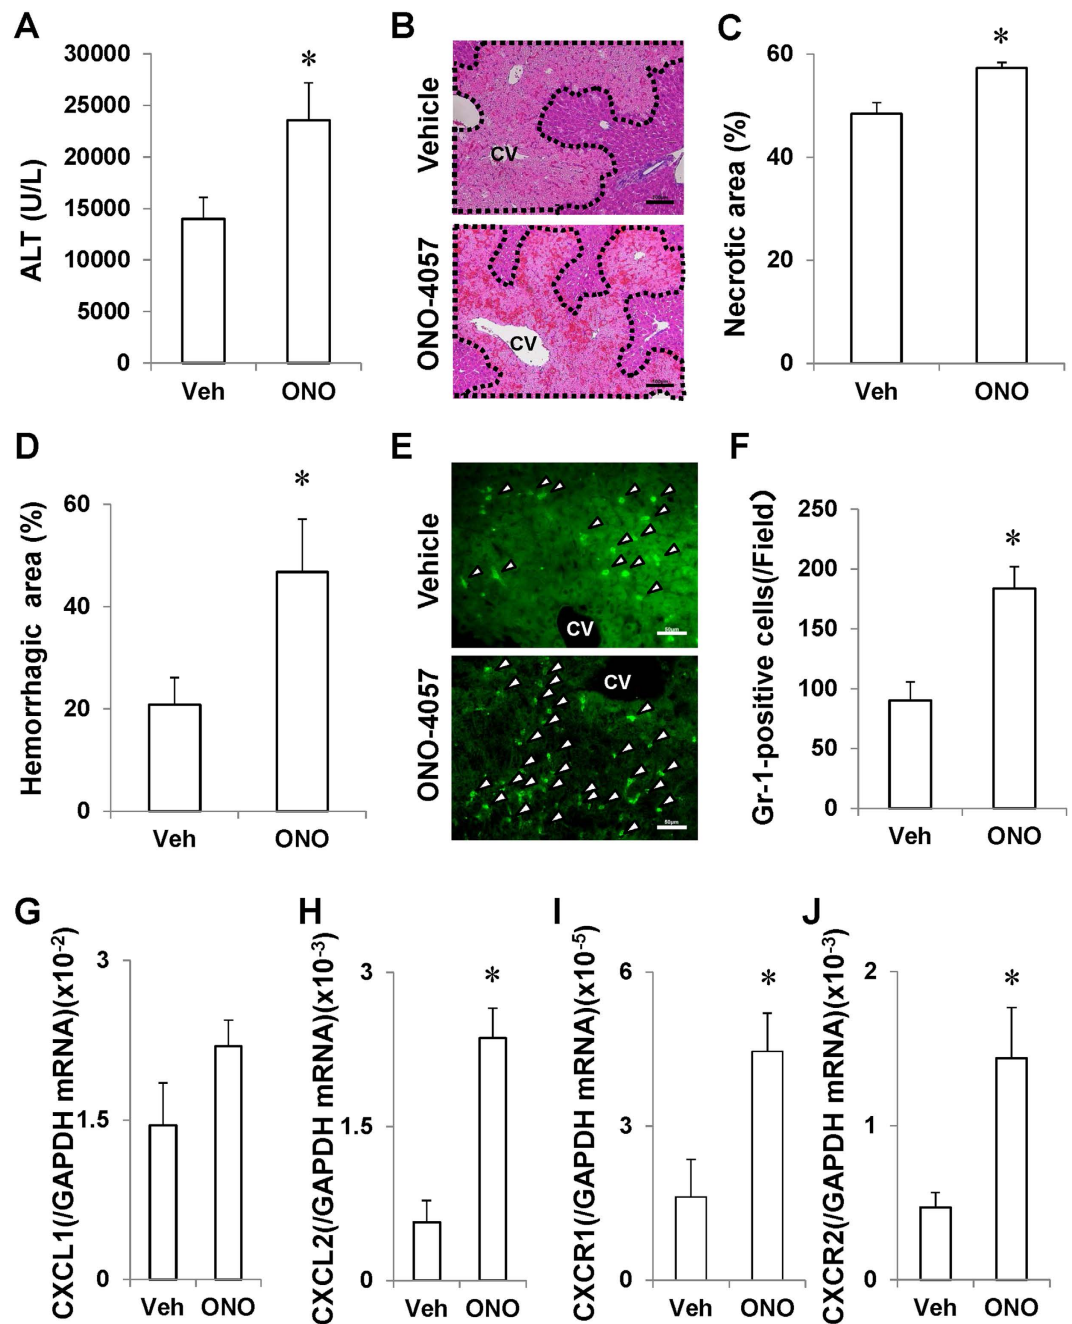 A
ALT (U/L)
30000
25000
20000
15000
10000
5000
0
*
Veh
ONO
B
Vehicle
CV
ONO-4057
CV
C
Necrotic area (%)
60
40
20
0
*
Veh
ONO
D
Hemorrhagic area (%)
60
40
20
0
*
Veh
ONO
E
Vehicle
CV
50μm
ONO-4057
CV
50μm
F
Gr-1-positive cells(/Field)
250
200
150
100
50
0
*
Veh
ONO
G
CXCL1(/GAPDH mRNA)(x10-2)
3
1.5
0
Veh
ONO
H
CXCL2(/GAPDH mRNA)(x10-3)
3
1.5
0
*
Veh
ONO
I
CXCR1(/GAPDH mRNA)(x10-5)
6
3
0
*
Veh
ONO
J
CXCR2(/GAPDH mRNA)(x10-3)
2
1
0
*
Veh
ONO